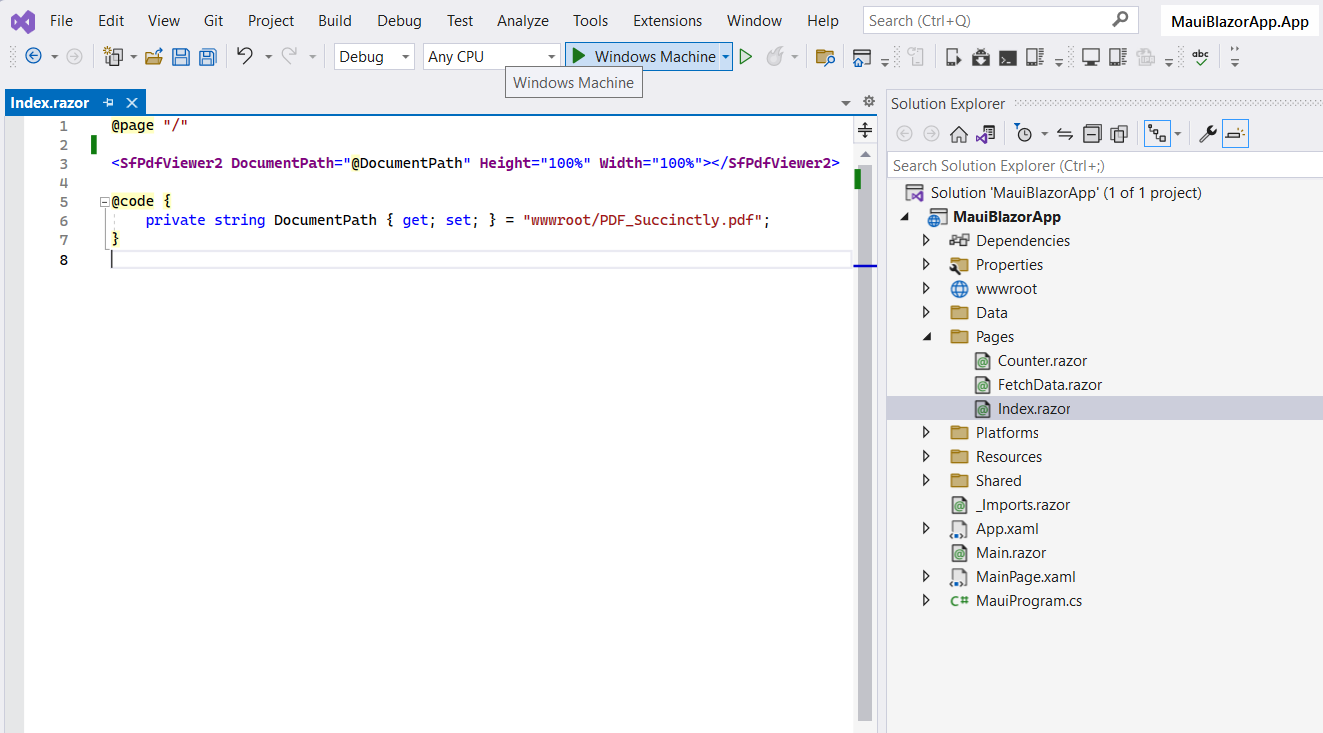 File Edit View Git Project Build Debug Test Analyze Tools Extensions Window Help Search (Ctrl+Q) MauiBlazorApp.App
Debug Any CPU Windows Machine abc
Windows Machine
Index.razor
1 @page "/"
2
3 <SfPdfViewer2 DocumentPath="@DocumentPath" Height="100%" Width="100%"></SfPdfViewer2>
4
5 @code {
6 private string DocumentPath { get; set; } = "wwwroot/PDF_Succinctly.pdf";
7 }
8
Solution Explorer
Search Solution Explorer (Ctrl+;)
Solution 'MauiBlazorApp' (1 of 1 project)
MauiBlazorApp
Dependencies
Properties
wwwroot
Data
Pages
Counter.razor
FetchData.razor
Index.razor
Platforms
Resources
Shared
_Imports.razor
App.xaml
Main.razor
MainPage.xaml
C# MauiProgram.cs